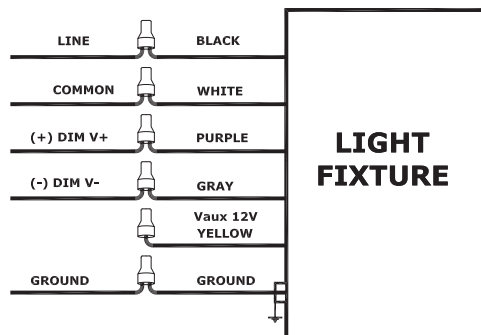 LINE BLACK
COMMON WHITE
(+) DIM V+ PURPLE
(-) DIM V- GRAY
Vaux 12V
YELLOW
GROUND GROUND
LIGHT
FIXTURE